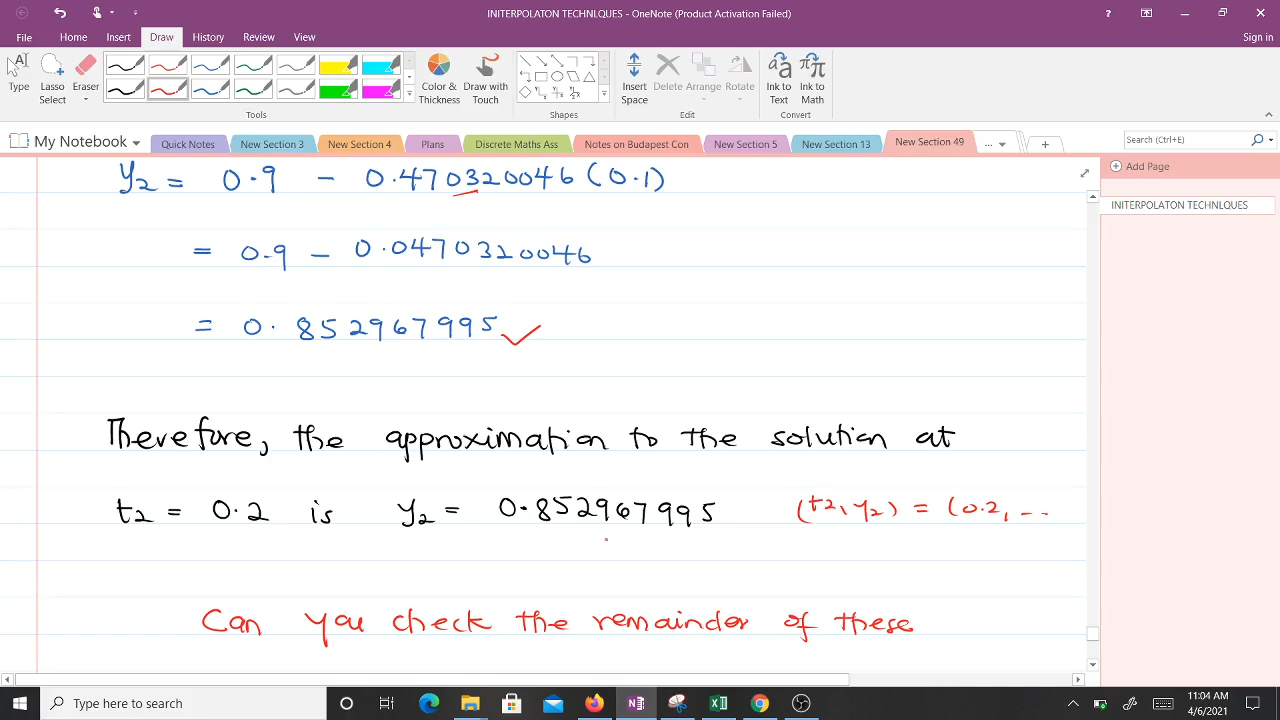 INITERPOLATON TECHNLQUES - OneNote (Product Activation Failed)
File Home Insert Draw History Review View Sign in
Type Lasso Select Eraser Color & Thickness Draw with Touch Insert Space Delete Arrange Rotate Ink to Text Ink to Math
Tools Shapes Edit Convert
My Notebook Quick Notes New Section 3 New Section 4 Plans Discrete Maths Ass Notes on Budapest Con New Section 5 New Section 13 New Section 49 ... Search (Ctrl+E)
Add Page
INITERPOLATON TECHNLQUES
y2 = 0.9 - 0.470320046 (0.1)
= 0.9 - 0.0470320046
= 0.852967995 ✓
Therefore, the approximation to the solution at
t2 = 0.2 is y2 = 0.852967995 (t2, y2) = (0.2, ...
Can you check the remainder of these
Type here to search
11:04 AM
4/6/2021